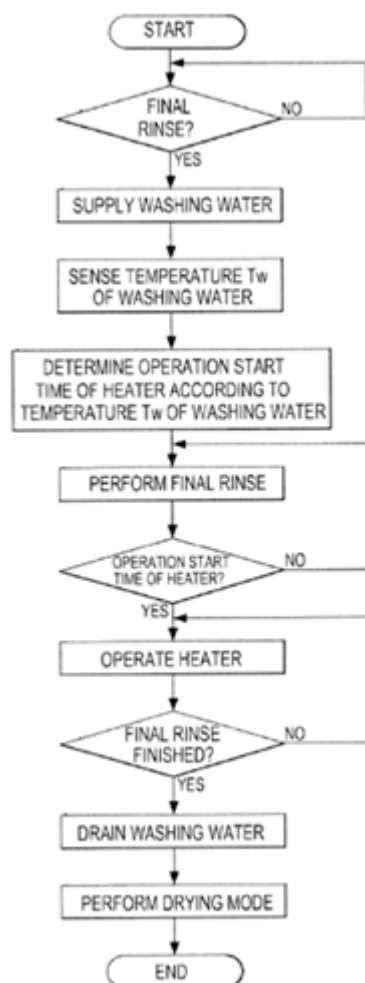 START
FINAL
RINSE?
NO
YES
SUPPLY WASHING WATER
SENSE TEMPERATURE Tw
OF WASHING WATER
DETERMINE OPERATION START
TIME OF HEATER ACCORDING TO
TEMPERATURE Tw OF WASHING WATER
PERFORM FINAL RINSE
OPERATION START
TIME OF HEATER?
NO
YES
OPERATE HEATER
FINAL RINSE
FINISHED?
NO
YES
DRAIN WASHING WATER
PERFORM DRYING MODE
END